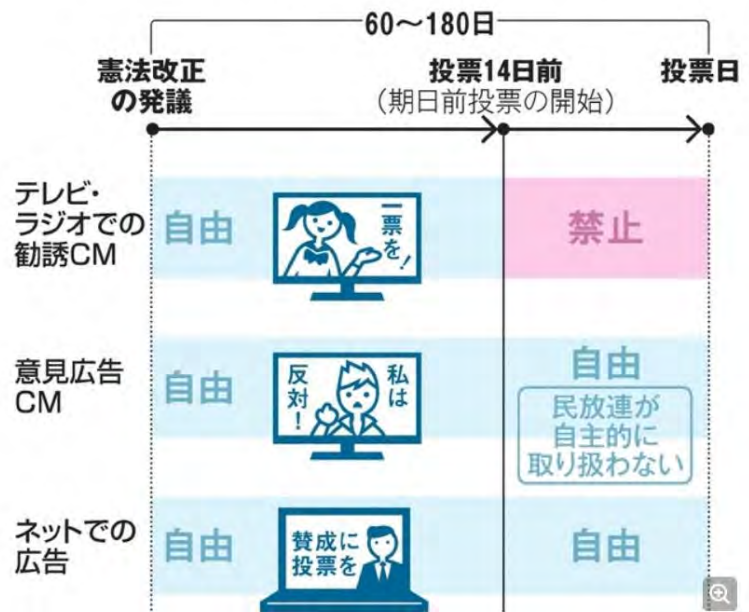 60〜180日
憲法改正
の発議
投票14日前
(期日前投票の開始)
投票日
テレビ・
ラジオでの
勧誘CM
自由
一票を!
禁止
意見広告
CM
自由
私は
反対!
自由
民放連が
自主的に
取り扱わない
ネットでの
広告
自由
賛成に
投票を
自由